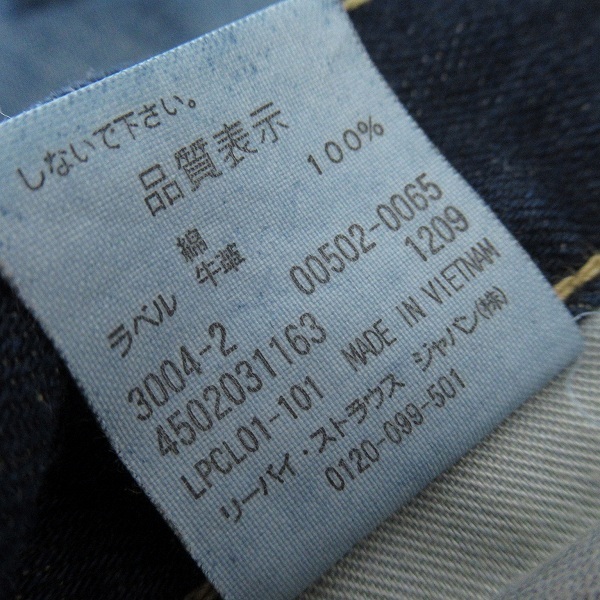 しないで下さい。
品質表示
綿 100%
ラベル 牛革
3004-2 00502-0065
4502031163 1209
LPCL01-101 MADE IN VIETNAM
リーバイ・ストラウス ジャパン(株)
0120-099-501